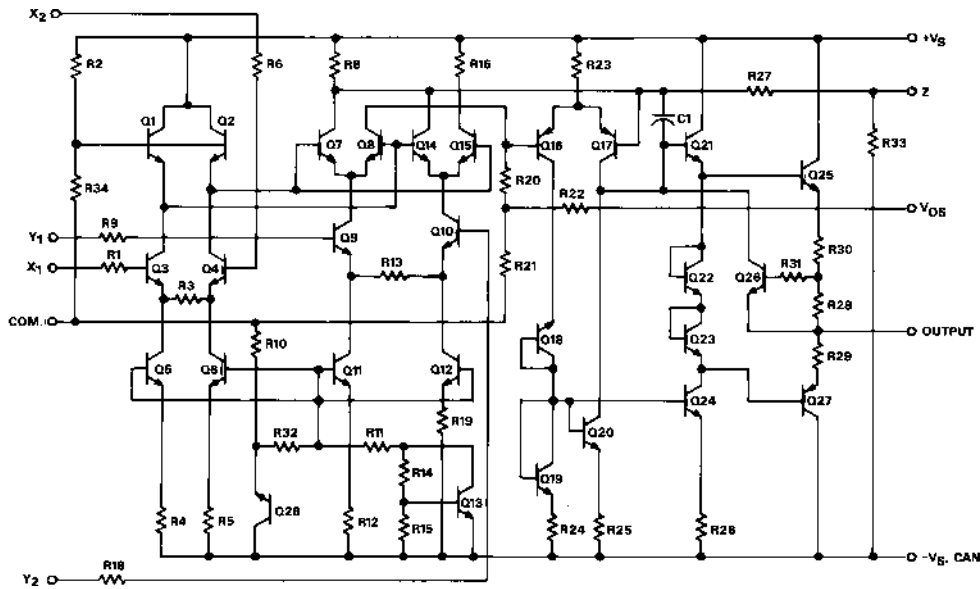 X2
+VS
R2
R6
R8
R16
R23
R27
Z
Q1
Q2
C1
Q7
Q8
Q14
Q15
Q16
Q17
Q21
R33
R34
R20
Q25
R22
VOS
Y1
R9
Q9
Q10
R30
X1
R1
Q3
Q4
R13
R21
Q22
Q26
R31
R3
R28
COM.
OUTPUT
R10
Q18
Q23
R29
Q5
Q6
Q11
Q12
Q24
Q27
R19
R32
R11
Q20
R14
Q19
Q13
Q28
R4
R5
R12
R15
R24
R25
R26
-VS. CAN
Y2
R18